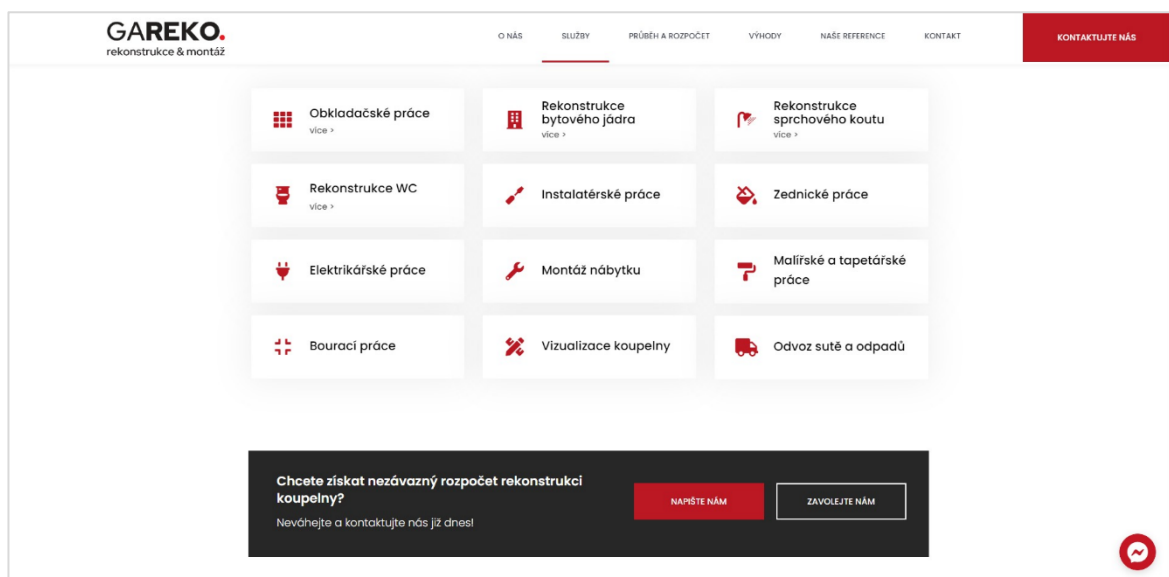 GAREKO.
rekonstrukce & montáž
O NÁS
SLUŽBY
PRŮBĚH A ROZPOČET
VÝHODY
NAŠE REFERENCE
KONTAKT
KONTAKTUJTE NÁS
Obkladačské práce
více >
Rekonstrukce
bytového jádra
více >
Rekonstrukce
sprchového koutu
více >
Rekonstrukce WC
více >
Instalatérské práce
Zednické práce
Elektrikářské práce
Montáž nábytku
Malířské a tapetářské
práce
Bourací práce
Vizualizace koupelny
Odvoz sutě a odpadů
Chcete získat nezávazný rozpočet rekonstrukci
koupelny?
Neváhejte a kontaktujte nás již dnes!
NAPIŠTE NÁM
ZAVOLEJTE NÁM